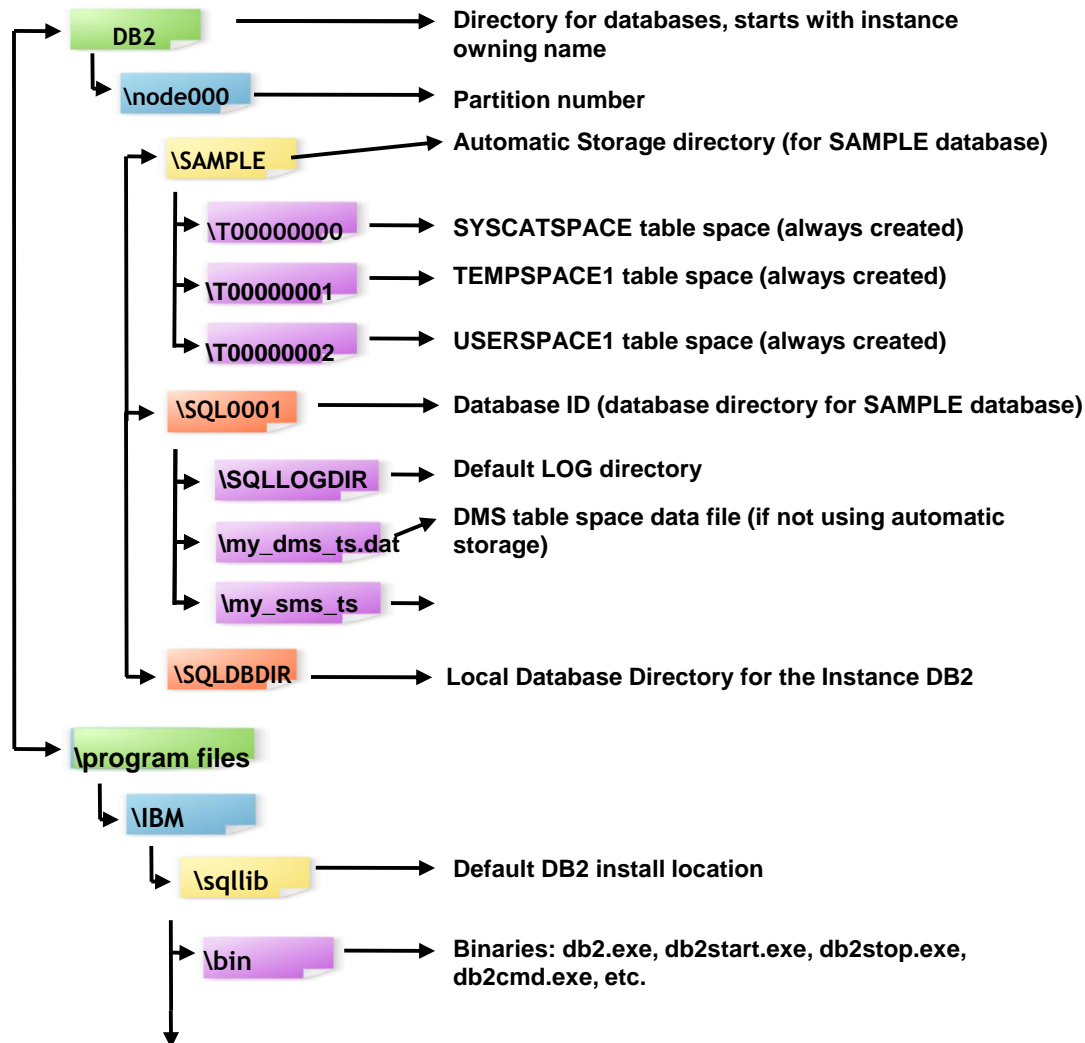 DB2
Directory for databases, starts with instance
owning name
\node000
Partition number
\SAMPLE
Automatic Storage directory (for SAMPLE database)
\T00000000
SYSCATSPACE table space (always created)
\T00000001
TEMPSPACE1 table space (always created)
\T00000002
USERSPACE1 table space (always created)
\SQL0001
Database ID (database directory for SAMPLE database)
\SQLLOGDIR
Default LOG directory
\my_dms_ts.dat
DMS table space data file (if not using automatic
storage)
\my_sms_ts
\SQLDBDIR
Local Database Directory for the Instance DB2
\program files
\IBM
\sqllib
Default DB2 install location
\bin
Binaries: db2.exe, db2start.exe, db2stop.exe,
db2cmd.exe, etc.